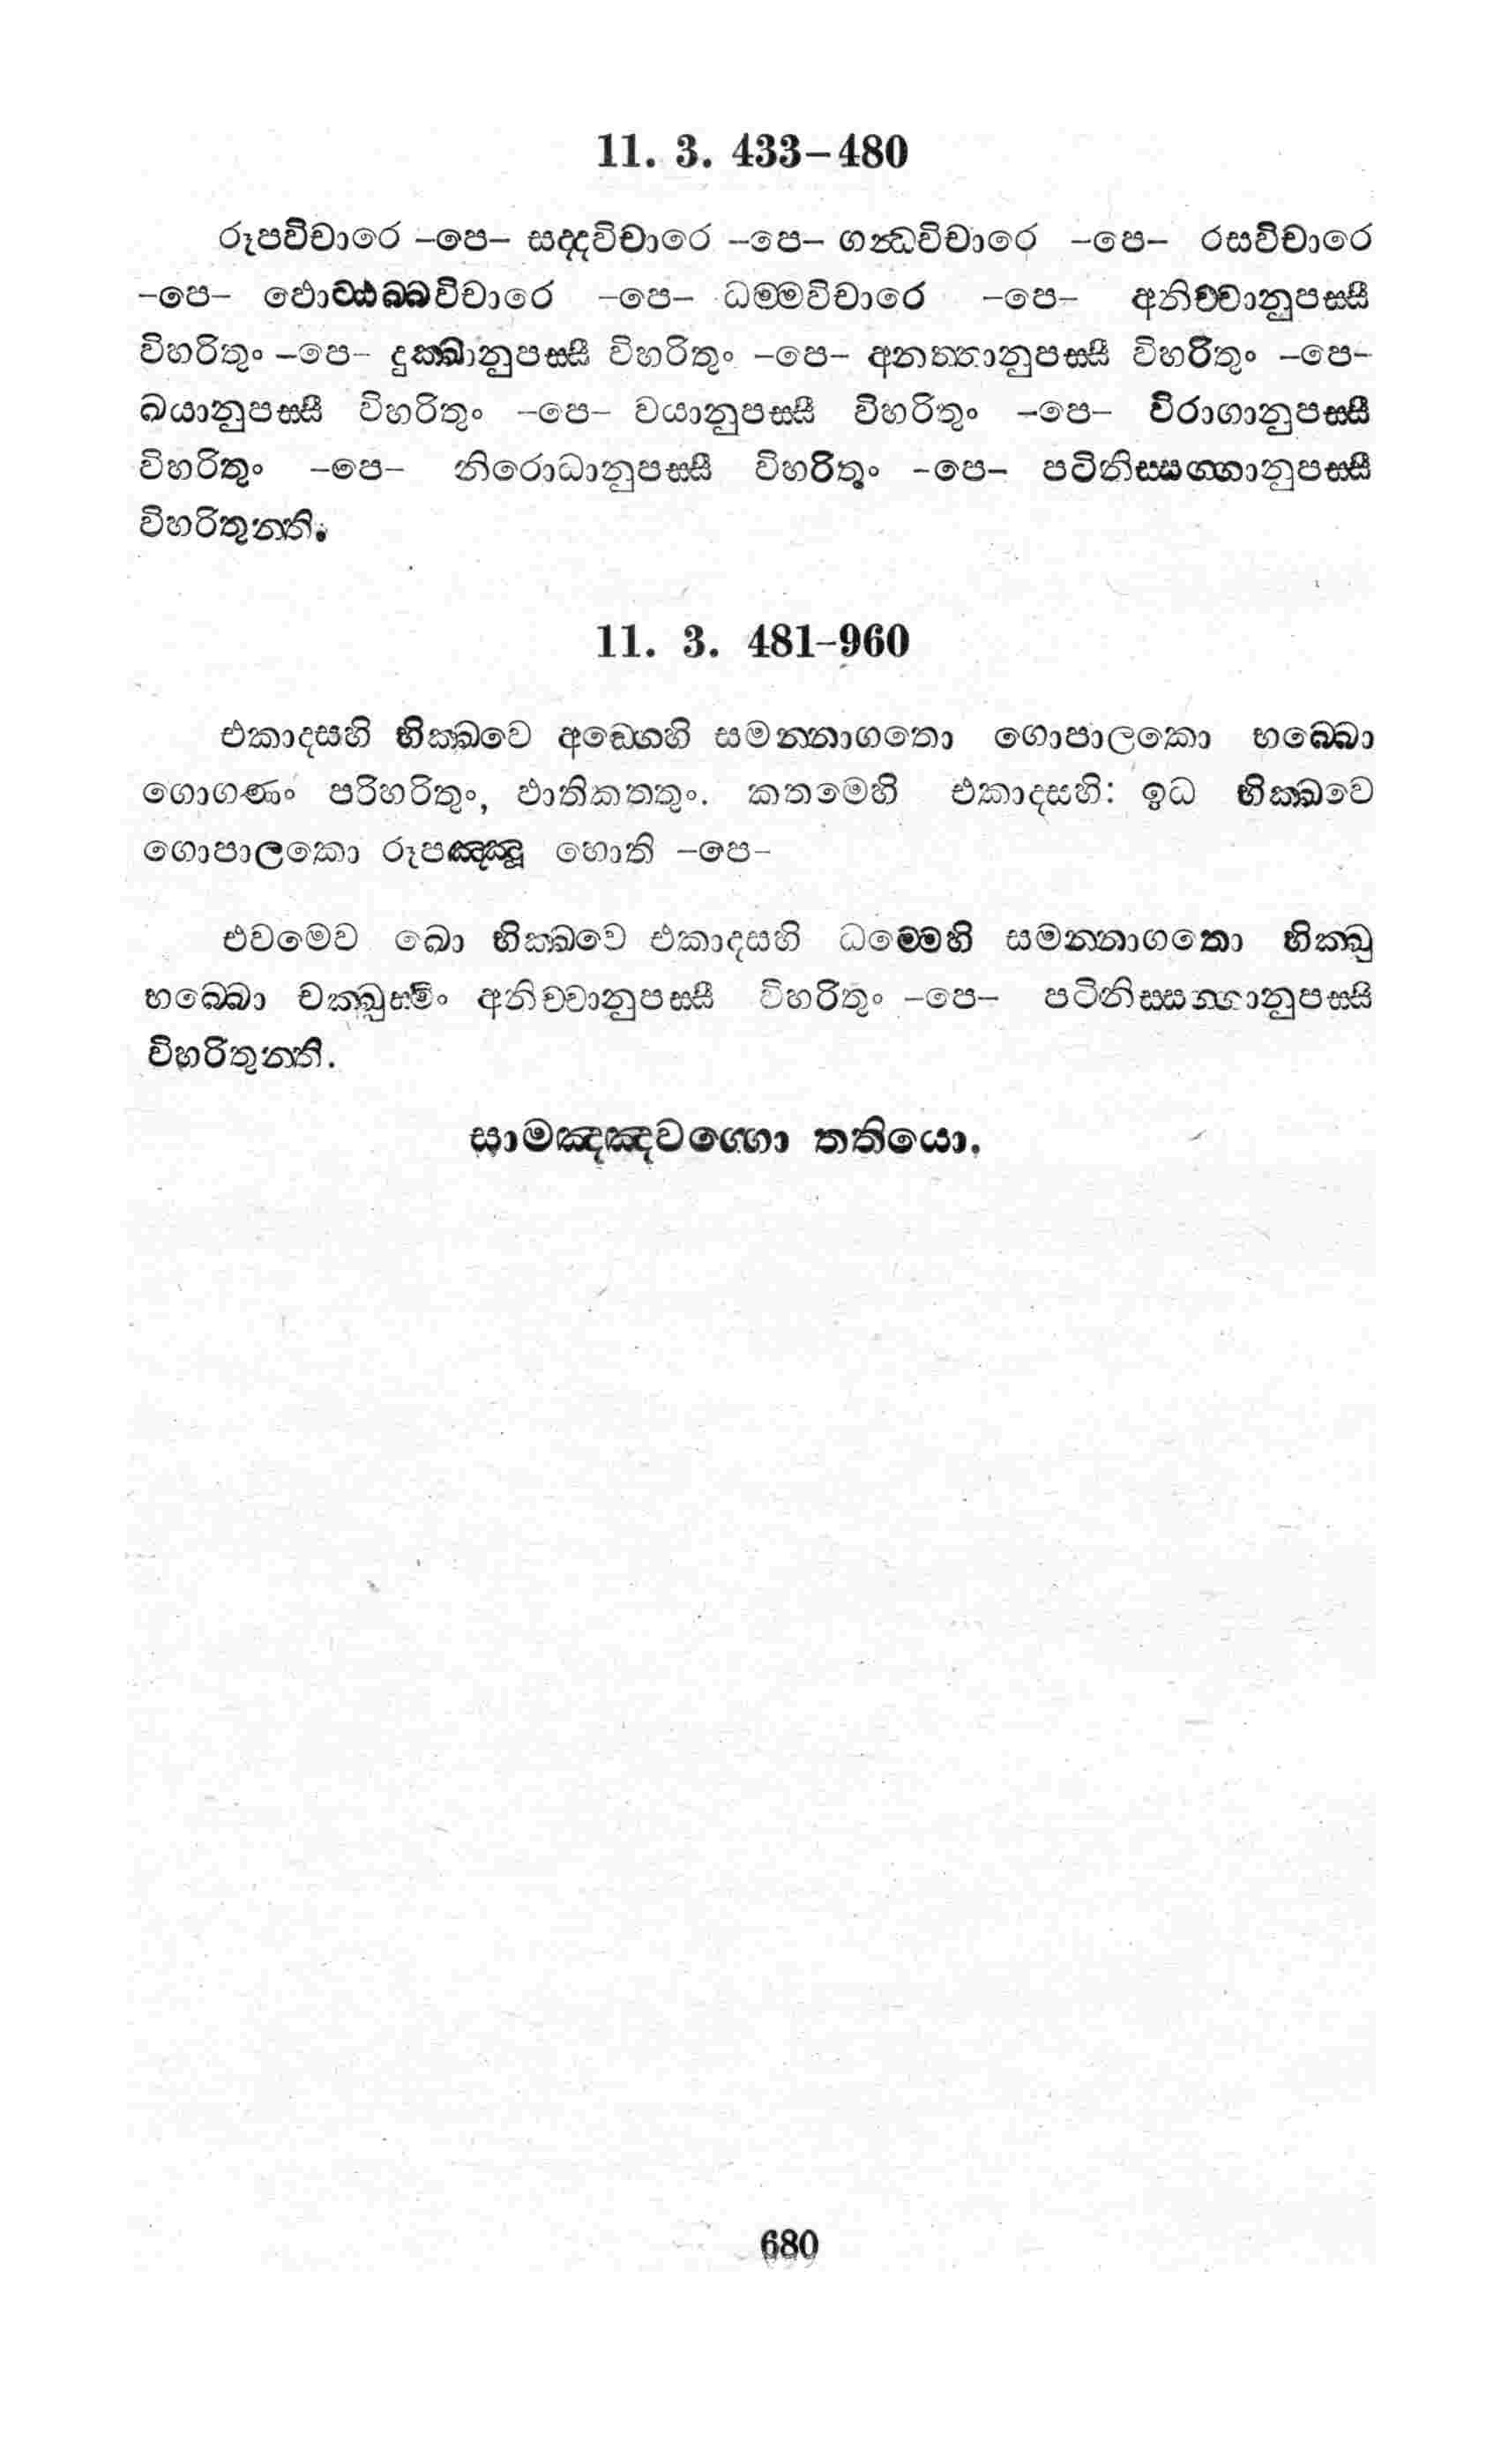 11. 3. 433–480
රූපවිචාරෙ –පෙ– සද්දවිචාරෙ –පෙ– ගන්ධවිචාරෙ –පෙ– රසවිචාරෙ
–පෙ– ඵොට්ඨබ්බවිචාරෙ –පෙ– ධම්මවිචාරෙ –පෙ– අනිච්චානුපස්සී
විහරිතුං –පෙ– දුක්ඛානුපස්සී විහරිතුං –පෙ– අනත්තානුපස්සී විහරිතුං –පෙ–
ඛයානුපස්සී විහරිතුං –පෙ– වයානුපස්සී විහරිතුං –පෙ– විරාගානුපස්සී
විහරිතුං –පෙ– නිරොධානුපස්සී විහරිතුං –පෙ– පටිනිස්සග්ගානුපස්සී
විහරිතුන්ති.
11. 3. 481–960
එකාදසහි භික්ඛවෙ අඞ්ගෙහි සමන්නාගතො ගොපාලකො භබ්බො
ගොගණං පරිහරිතුං, ඵාතිකත්තුං. කතමෙහි එකාදසහි: ඉධ භික්ඛවෙ
ගොපාලකො රූපඤ්ඤූ හොති –පෙ–
එවමෙව ඛො භික්ඛවෙ එකාදසහි ධම්මෙහි සමන්නාගතො භික්ඛු
භබ්බො චක්ඛුස්මිං අනිච්චානුපස්සී විහරිතුං –පෙ– පටිනිස්සග්ගානුපස්සී
විහරිතුන්ති.
සාමඤ්ඤවග්ගො තතියො.
680